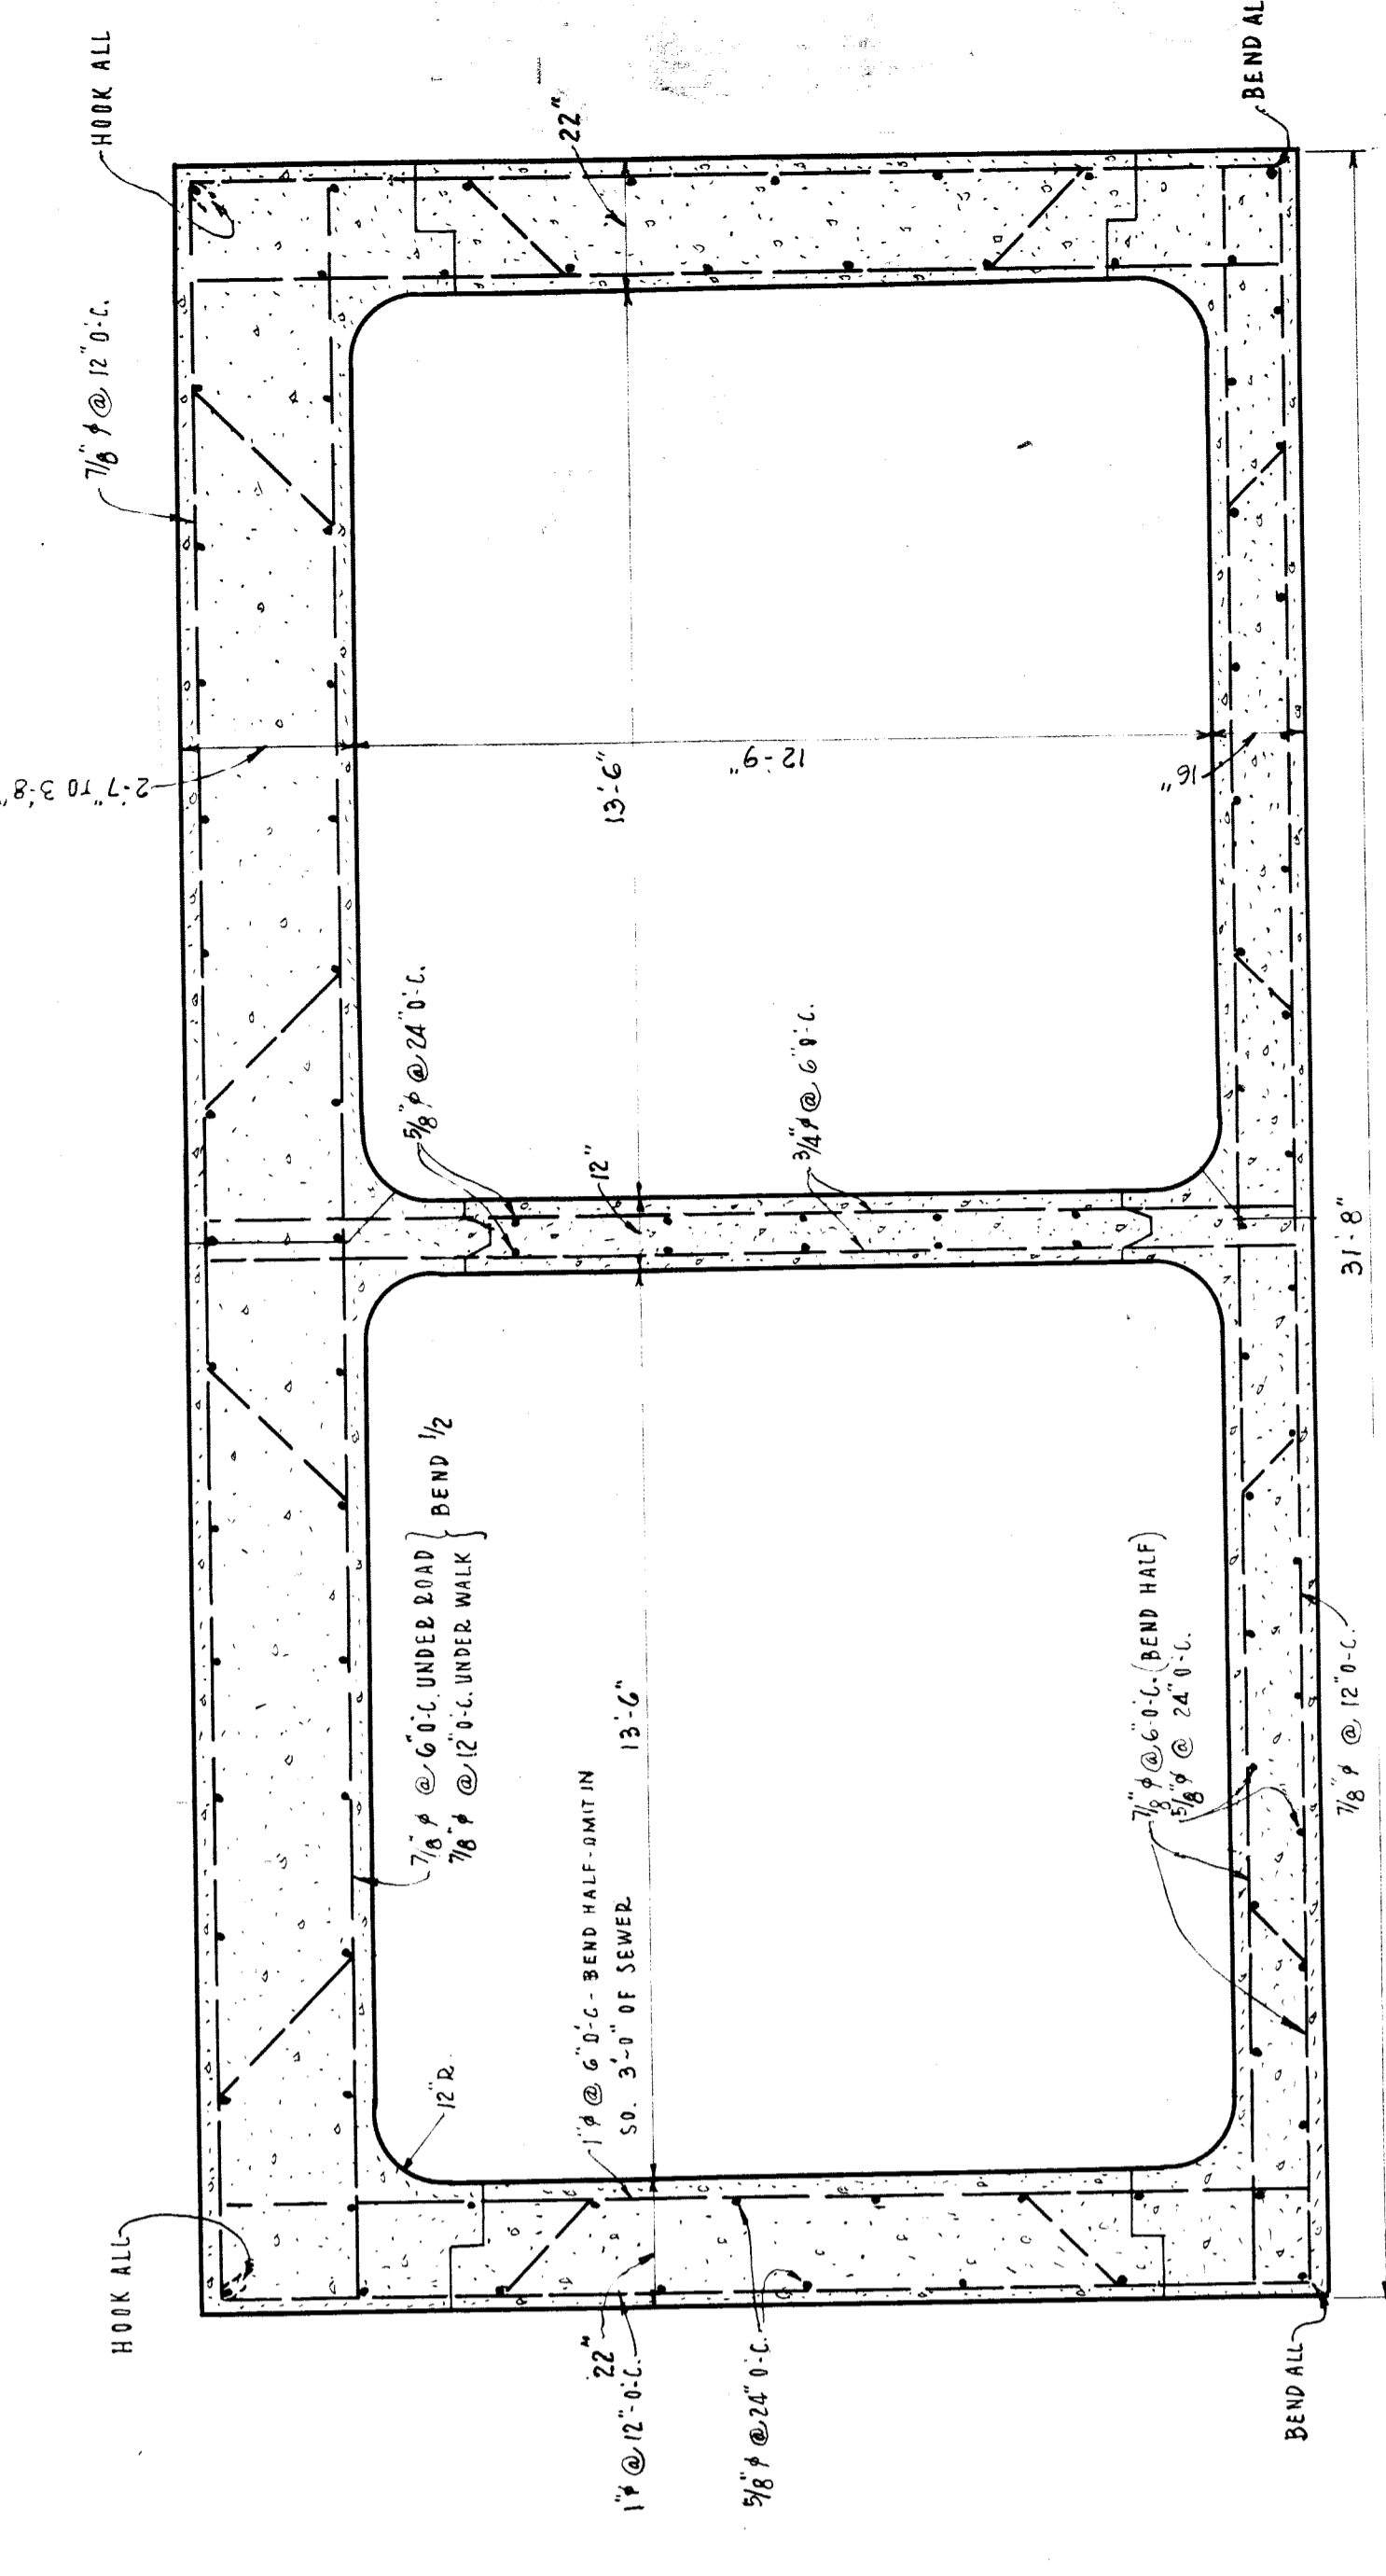 HOOK ALL
7/8"φ @ 12" O-C.
HOOK ALL
2'-7" TO 3'-8"
7/8"φ @ 6" O-C. UNDER ROAD
7/8"φ @ 12" O-C. UNDER WALK
BEND 1/2
5/8"φ @ 24" O-C.
12" R
22"
1"φ @ 12"-O-C.
1"φ @ 6" O-C - BEND HALF-OMIT IN
SO. 3'-0" OF SEWER
13'-6"
12"
13'-6"
22"
12'-9"
5/8"φ @ 24" O-C.
3/4"φ @ 6" O-C.
7/8"φ @ 6" O-C. (BEND HALF)
5/8"φ @ 24" O-C.
16"
BEND ALL
7/8"φ @ 12" O-C.
31'-8"
BEND AL